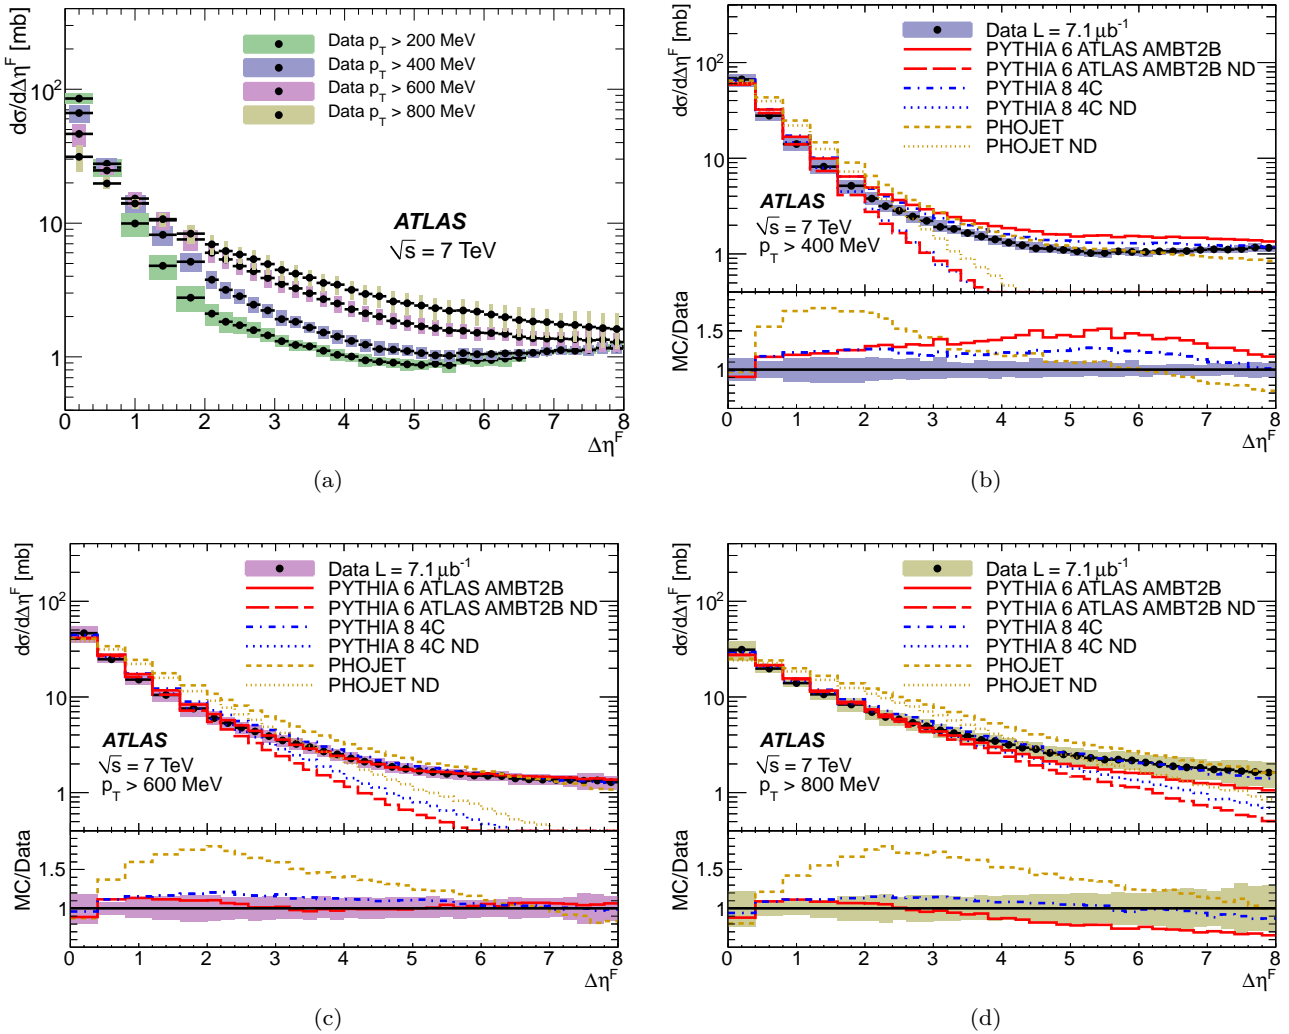 dσ/dΔη^F [mb]
Data p_T > 200 MeV
Data p_T > 400 MeV
Data p_T > 600 MeV
Data p_T > 800 MeV
10²
10
1
ATLAS
√s = 7 TeV
0 1 2 3 4 5 6 7 8
Δη^F
(a)
dσ/dΔη^F [mb]
Data L = 7.1 μb⁻¹
PYTHIA 6 ATLAS AMBT2B
PYTHIA 6 ATLAS AMBT2B ND
PYTHIA 8 4C
PYTHIA 8 4C ND
PHOJET
PHOJET ND
10²
10
1
ATLAS
√s = 7 TeV
p_T > 400 MeV
MC/Data
1.5
1
0 1 2 3 4 5 6 7 8
Δη^F
(b)
dσ/dΔη^F [mb]
Data L = 7.1 μb⁻¹
PYTHIA 6 ATLAS AMBT2B
PYTHIA 6 ATLAS AMBT2B ND
PYTHIA 8 4C
PYTHIA 8 4C ND
PHOJET
PHOJET ND
10²
10
1
ATLAS
√s = 7 TeV
p_T > 600 MeV
MC/Data
1.5
1
0 1 2 3 4 5 6 7 8
Δη^F
(c)
dσ/dΔη^F [mb]
Data L = 7.1 μb⁻¹
PYTHIA 6 ATLAS AMBT2B
PYTHIA 6 ATLAS AMBT2B ND
PYTHIA 8 4C
PYTHIA 8 4C ND
PHOJET
PHOJET ND
10²
10
1
ATLAS
√s = 7 TeV
p_T > 800 MeV
MC/Data
1.5
1
0 1 2 3 4 5 6 7 8
Δη^F
(d)